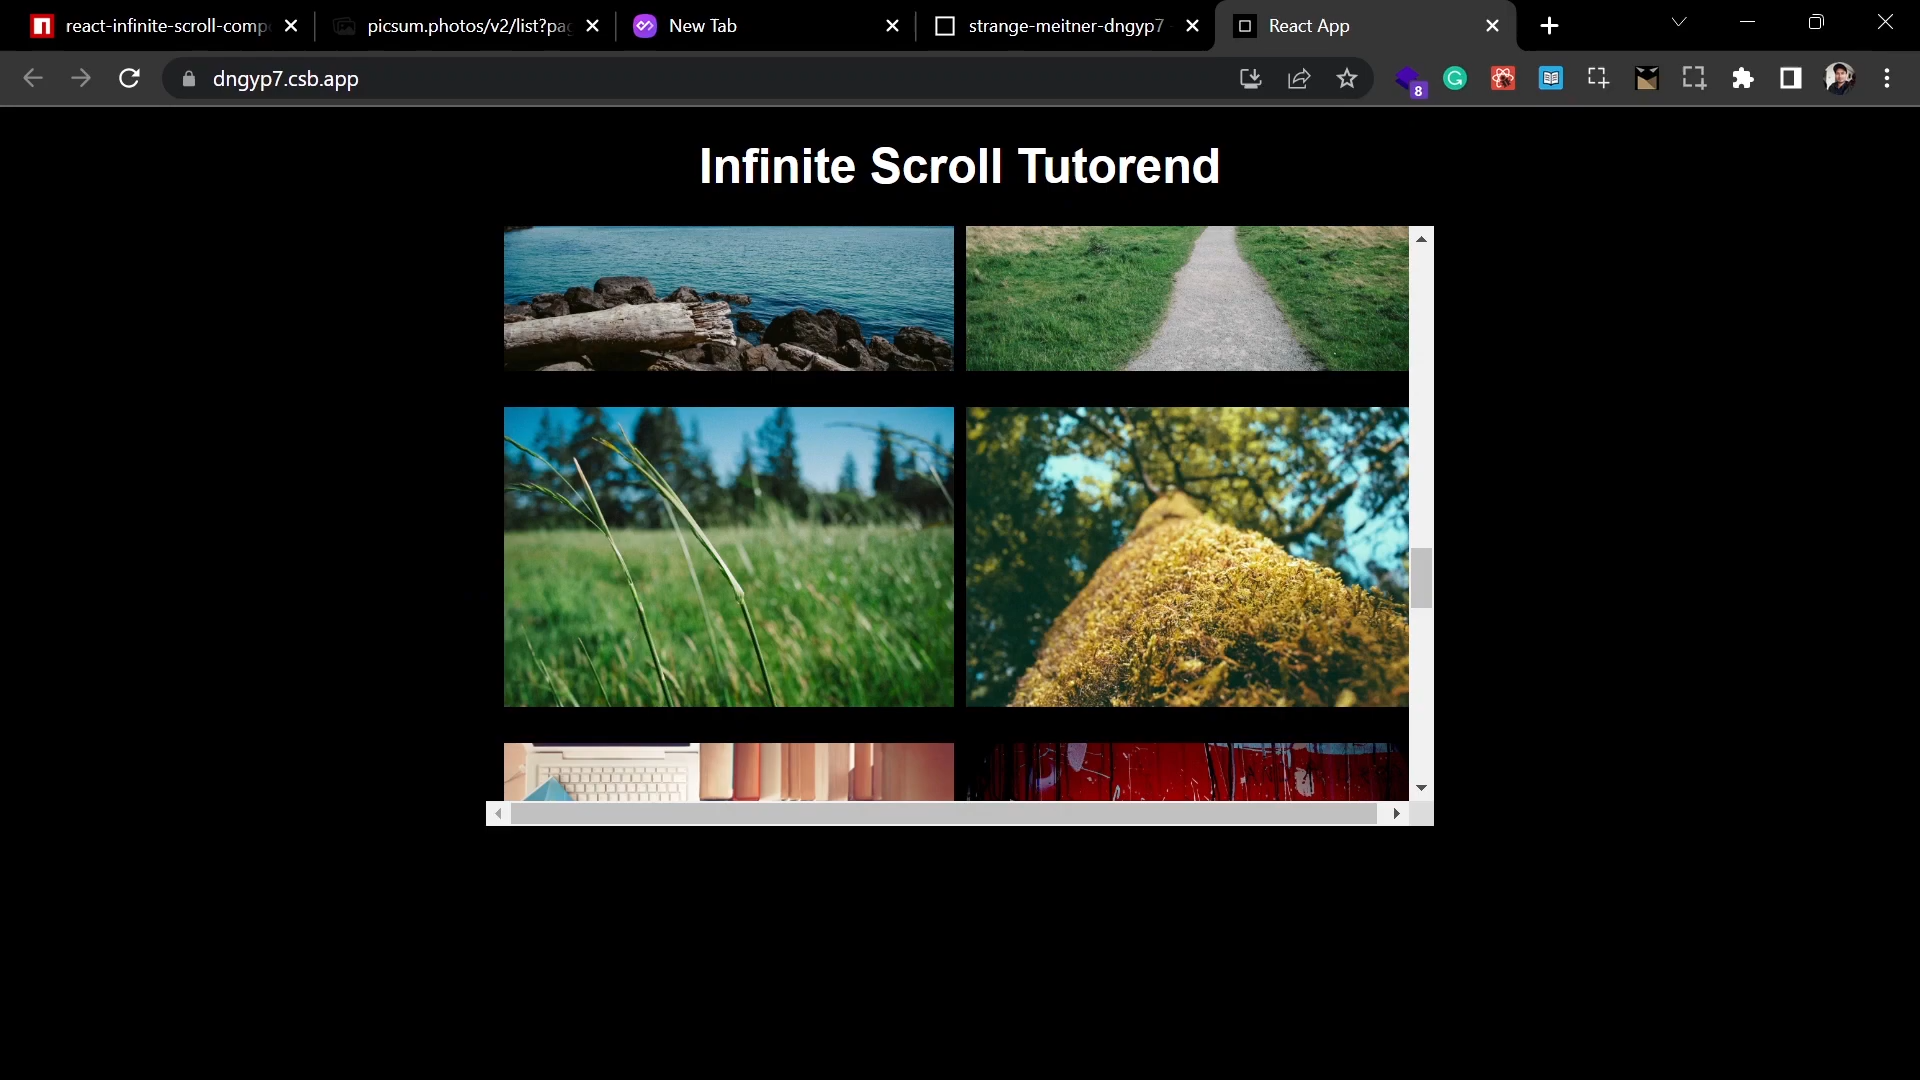 react-infinite-scroll-comp
picsum.photos/v2/list?pa
New Tab
strange-meitner-dngyp7
React App
dngyp7.csb.app
8
Infinite Scroll Tutorend